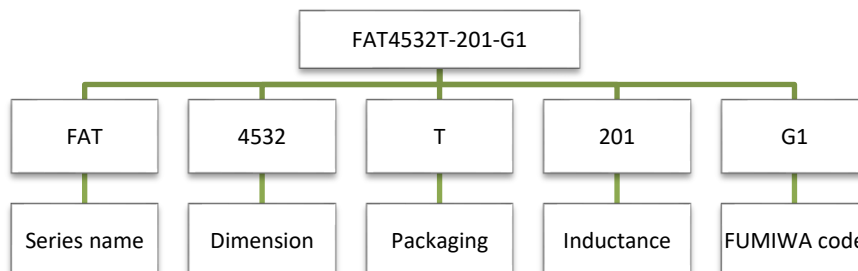 FAT4532T-201-G1
FAT
4532
T
201
G1
Series name
Dimension
Packaging
Inductance
FUMIWA code